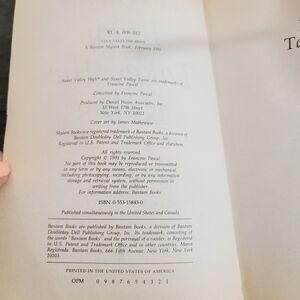 RL 4, 008-012
LILA TAKES THE BRIDE
A Bantam Skylark Book / February 1991
Sweet Valley High® and Sweet Valley Twins are trademarks of
Francine Pascal
Conceived by Francine Pascal
Produced by Daniel Weiss Associates, Inc.
33 West 17th Street
New York, NY 10011
Cover art by James Mathewuse
Skylark Books is a registered trademark of Bantam Books, a division of
Bantam Doubleday Dell Publishing Group, Inc.
Registered in U.S. Patent and Trademark Office and elsewhere.
All rights reserved.
Copyright © 1991 by Francine Pascal
No part of this book may be reproduced or transmitted
in any form or by any means, electronic or mechanical,
including photocopying, recording, or by any information
storage and retrieval system, without permission in
writing from the publisher.
For information address: Bantam Books
ISBN 0-553-15843-0
Published simultaneously in the United States and Canada
Bantam Books are published by Bantam Books, a division of Bantam
Doubleday Dell Publishing Group, Inc. Its trademark, consisting of
the words "Bantam Books" and the portrayal of a rooster, is Registered
in U.S. Patent and Trademark Office and in other countries. Marca
Registrada. Bantam Books, 666 Fifth Avenue, New York, New York
10103.
PRINTED IN THE UNITED STATES OF AMERICA
OPM 0 9 8 7 6 5 4 3 2 1